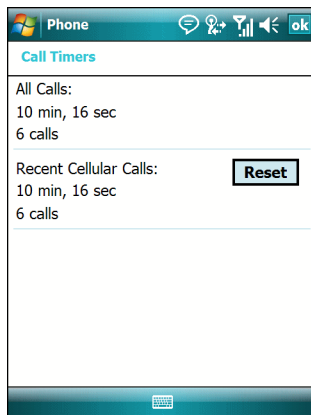 Phone
ok
Call Timers
All Calls:
10 min, 16 sec
6 calls
Recent Cellular Calls:
Reset
10 min, 16 sec
6 calls